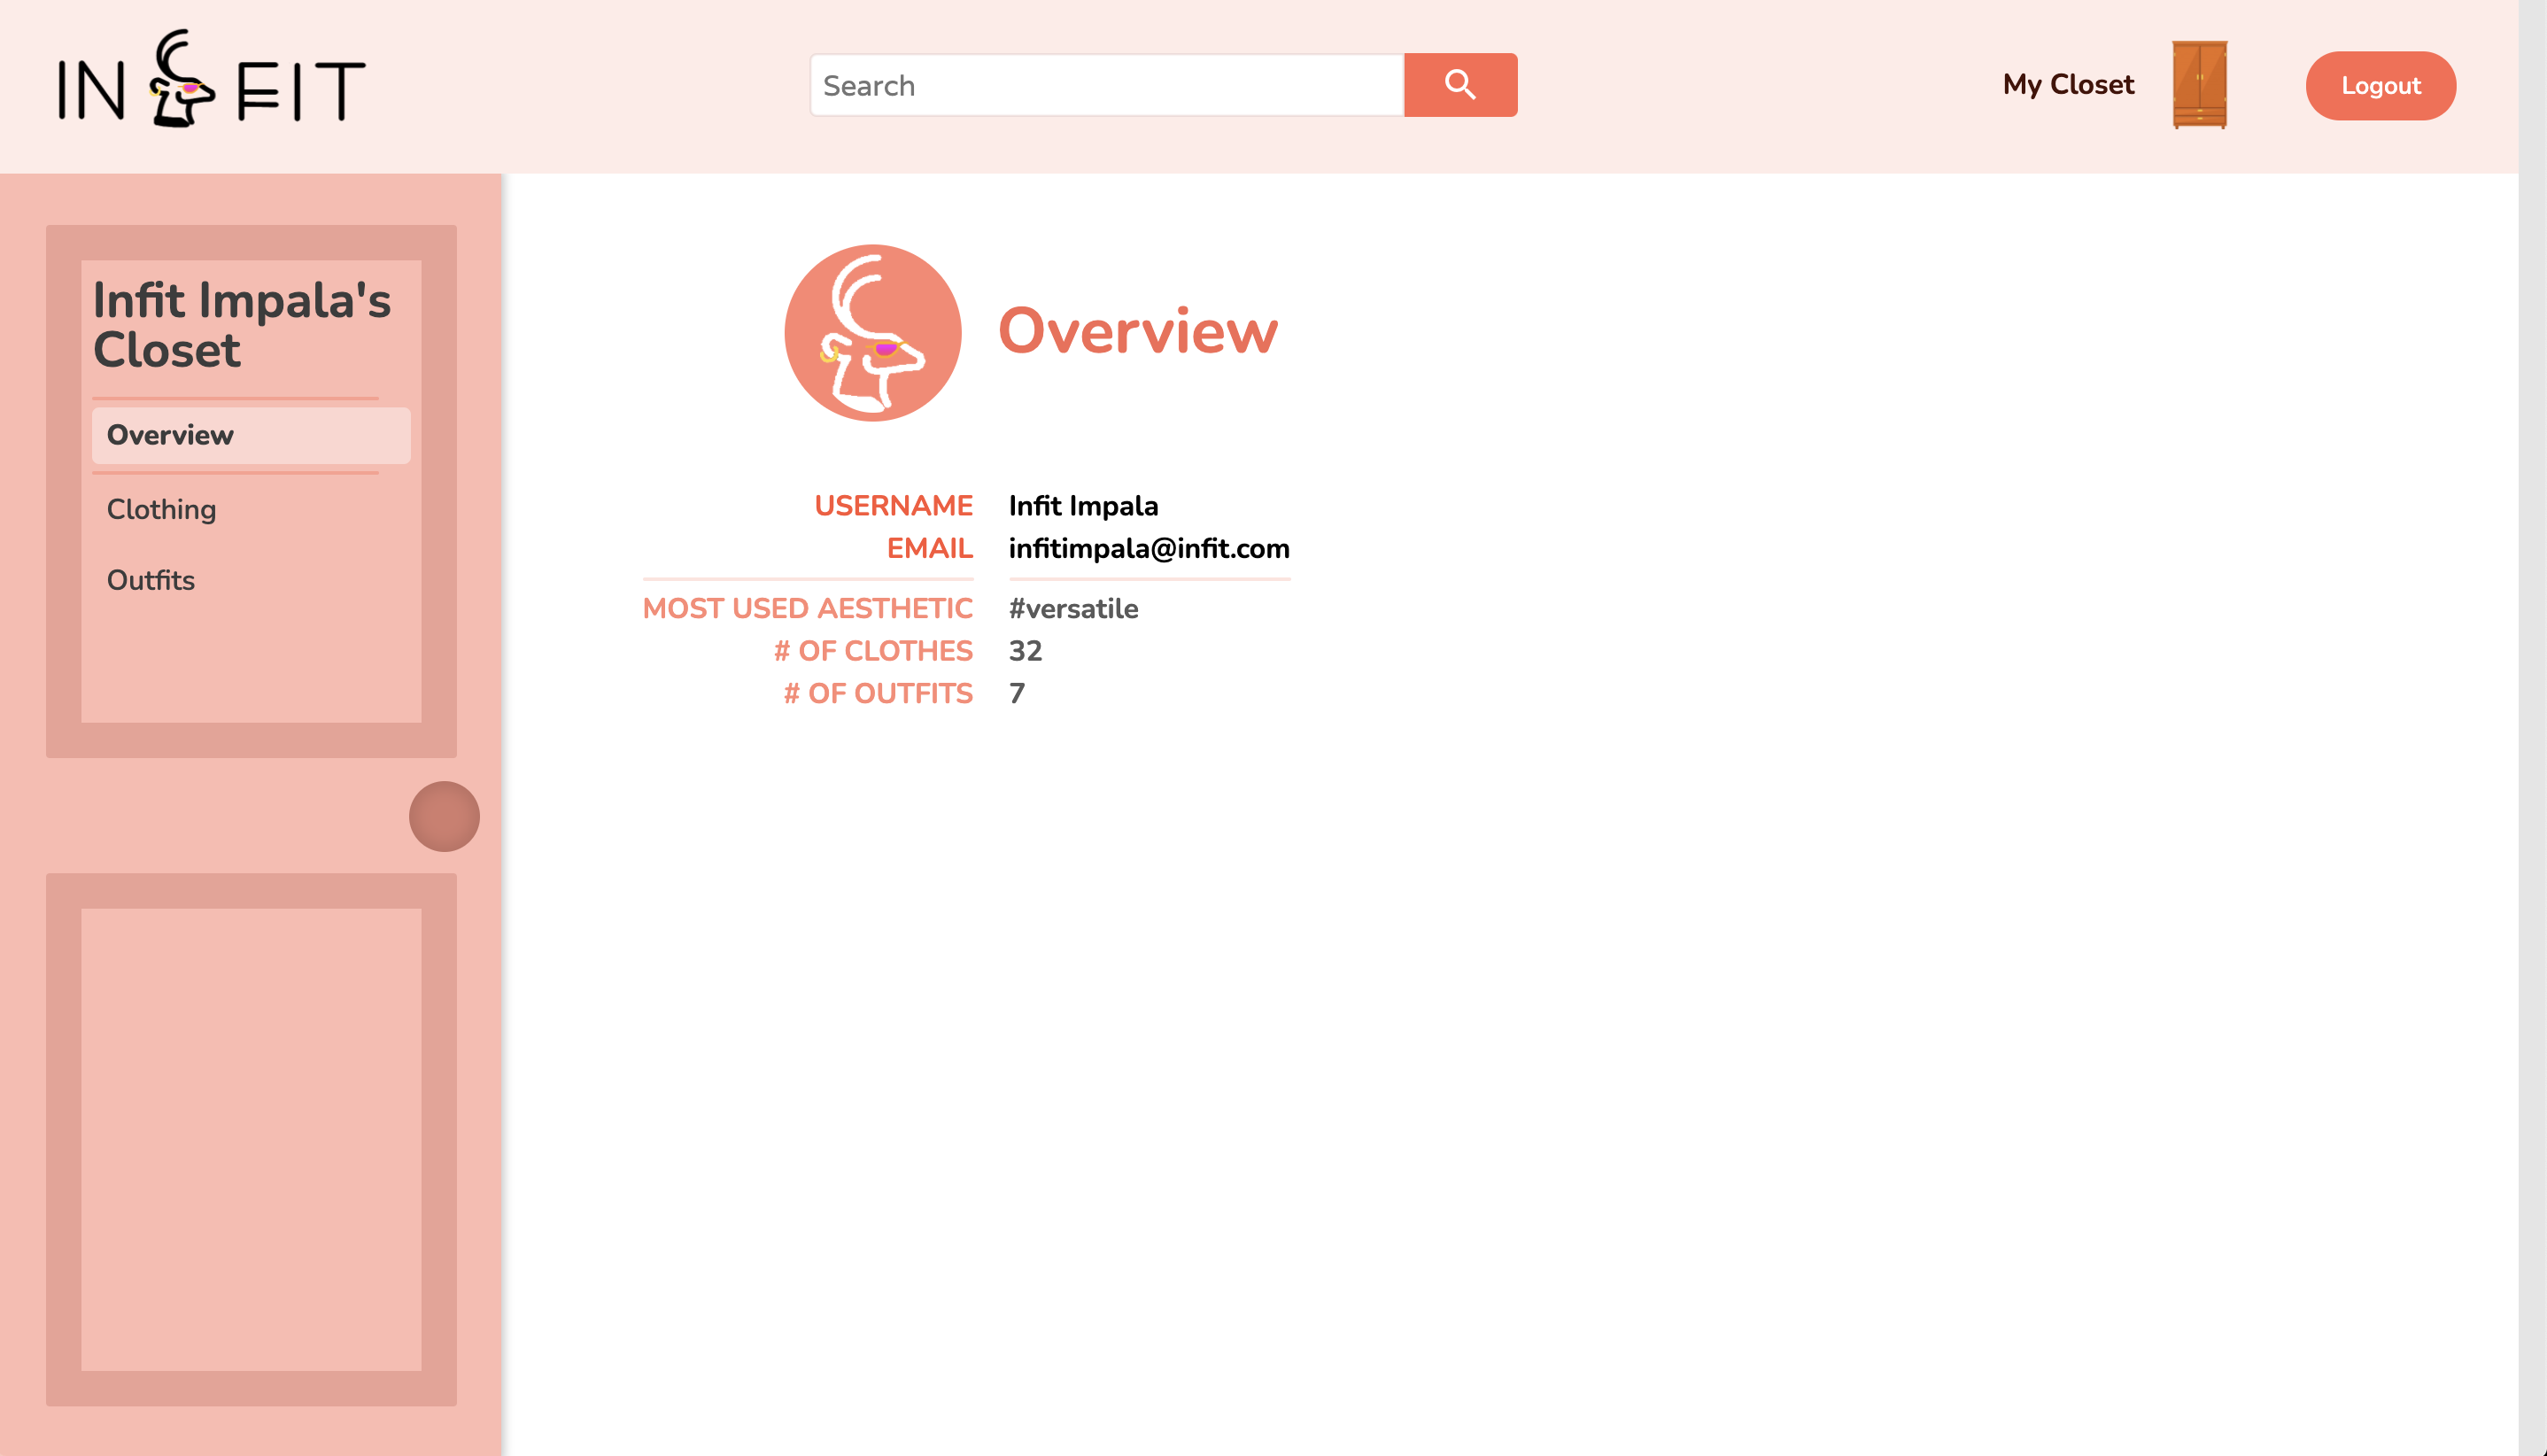 IN FIT
Search
My Closet
Logout
Infit Impala's
Closet
Overview
Clothing
Outfits
Overview
USERNAME Infit Impala
EMAIL infitimpala@infit.com
MOST USED AESTHETIC #versatile
# OF CLOTHES 32
# OF OUTFITS 7